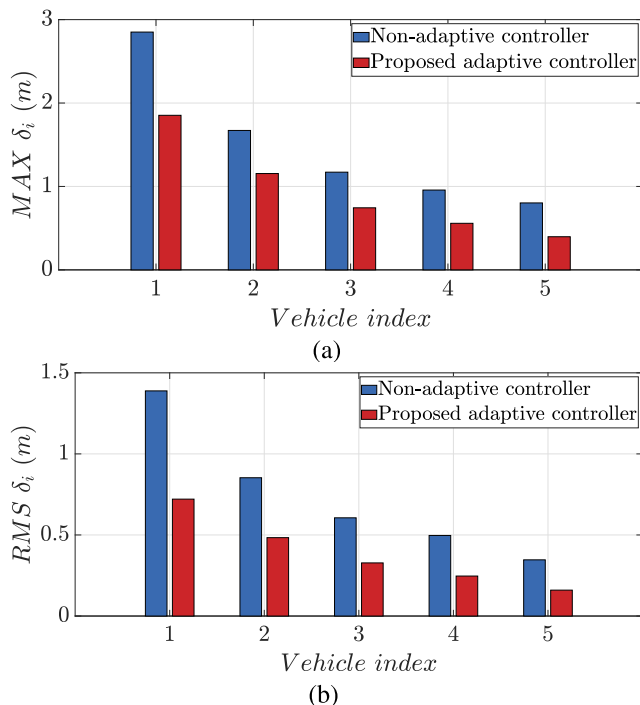 3
2
1
0
MAX δᵢ (m)
Non-adaptive controller
Proposed adaptive controller
1 2 3 4 5
Vehicle index
(a)
1.5
1
0.5
0
RMS δᵢ (m)
Non-adaptive controller
Proposed adaptive controller
1 2 3 4 5
Vehicle index
(b)